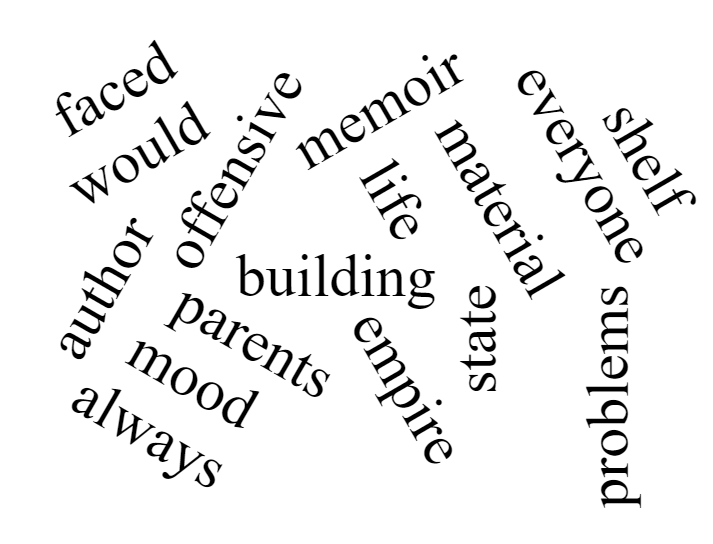 faced
would
offensive
memoir
everyone
shelf
material
life
author
building
parents
state
problems
mood
empire
always